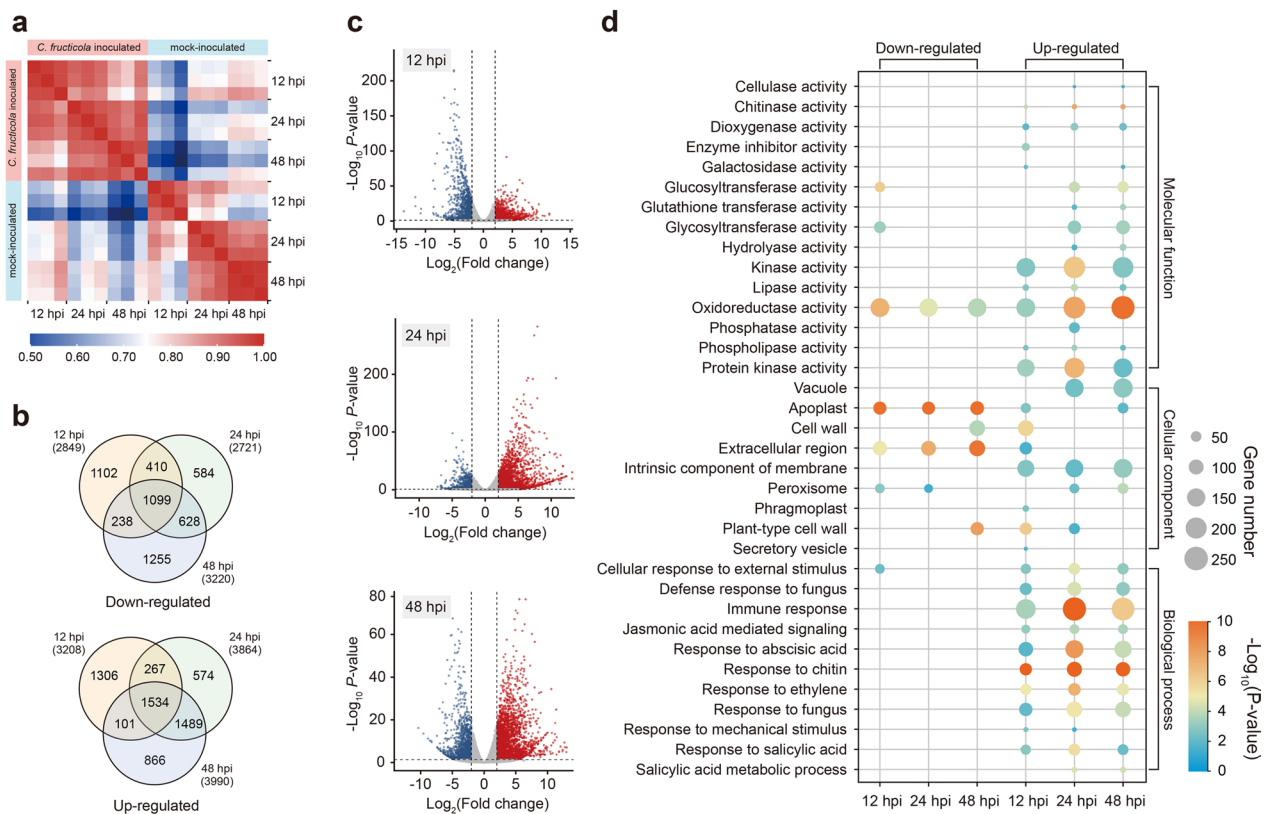 a
C. fructicola inoculated
mock-inoculated
C. fructicola inoculated
mock-inoculated
12 hpi
24 hpi
48 hpi
12 hpi
24 hpi
48 hpi
12 hpi 24 hpi 48 hpi 12 hpi 24 hpi 48 hpi
0.50 0.60 0.70 0.80 0.90 1.00
b
12 hpi
(2849)
24 hpi
(2721)
1102
410
584
1099
238
628
1255
48 hpi
(3220)
Down-regulated
12 hpi
(3208)
24 hpi
(3864)
1306
267
574
1534
101
1489
866
48 hpi
(3990)
Up-regulated
c
12 hpi
200
150
100
50
0
-Log10 P-value
-15 -10 -5 0 5 10 15
Log2(Fold change)
24 hpi
200
100
0
-Log10 P-value
-10 -5 0 5 10
Log2(Fold change)
48 hpi
80
60
40
20
0
-Log10 P-value
-10 -5 0 5 10
Log2(Fold change)
d
Down-regulated
Up-regulated
Cellulase activity
Chitinase activity
Dioxygenase activity
Enzyme inhibitor activity
Galactosidase activity
Glucosyltransferase activity
Glutathione transferase activity
Glycosyltransferase activity
Hydrolyase activity
Kinase activity
Lipase activity
Oxidoreductase activity
Phosphatase activity
Phospholipase activity
Protein kinase activity
Vacuole
Apoplast
Cell wall
Extracellular region
Intrinsic component of membrane
Peroxisome
Phragmoplast
Plant-type cell wall
Secretory vesicle
Cellular response to external stimulus
Defense response to fungus
Immune response
Jasmonic acid mediated signaling
Response to abscisic acid
Response to chitin
Response to ethylene
Response to fungus
Response to mechanical stimulus
Response to salicylic acid
Salicylic acid metabolic process
12 hpi 24 hpi 48 hpi 12 hpi 24 hpi 48 hpi
Molecular function
Cellular component
Biological process
50
100
150
200
250
Gene number
10
8
6
4
2
0
-Log10(P-value)